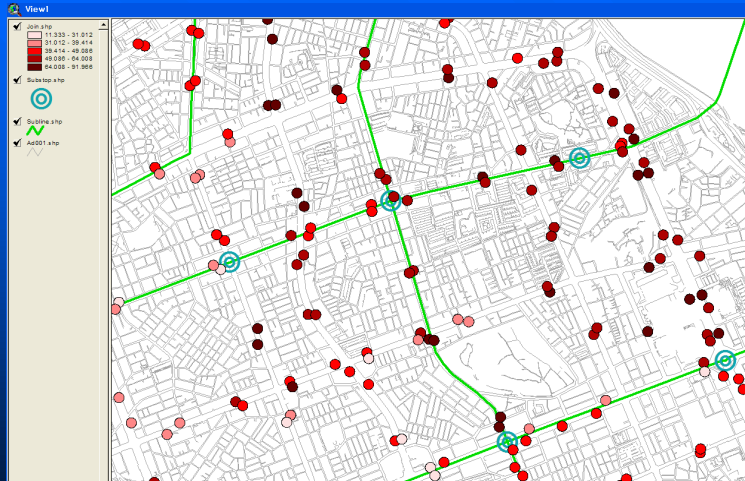 View1
Join.shp
11.333 - 31.012
31.012 - 39.414
39.414 - 49.086
49.086 - 64.008
64.008 - 91.966
Substop.shp
Subline.shp
Ad001.shp